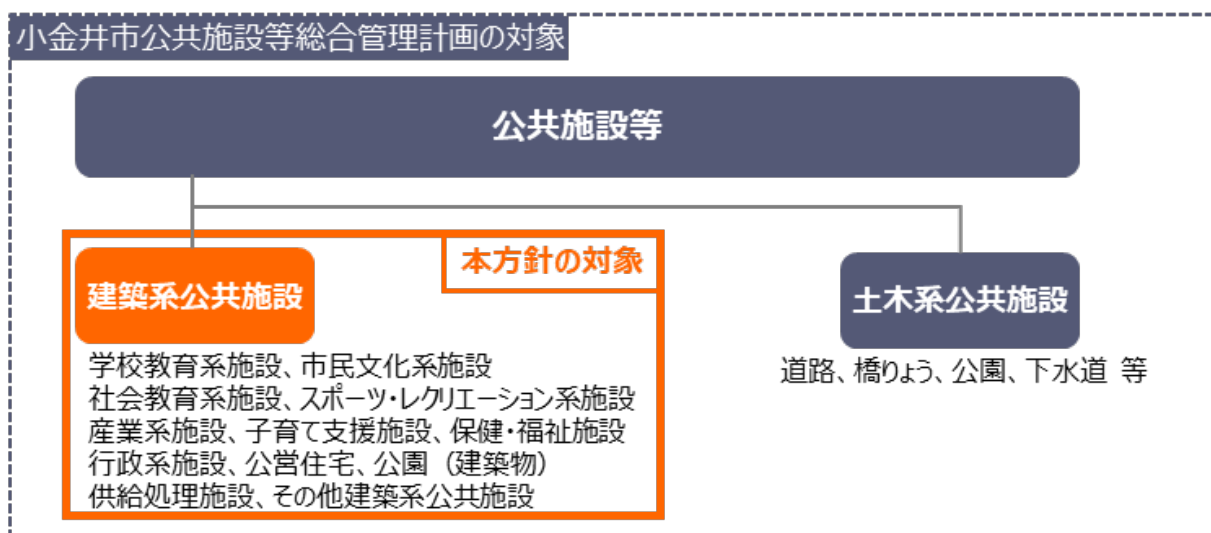 小金井市公共施設等総合管理計画の対象
公共施設等
本方針の対象
建築系公共施設
学校教育系施設、市民文化系施設
社会教育系施設、スポーツ・レクリエーション系施設
産業系施設、子育て支援施設、保健・福祉施設
行政系施設、公営住宅、公園（建築物）
供給処理施設、その他建築系公共施設
土木系公共施設
道路、橋りょう、公園、下水道 等